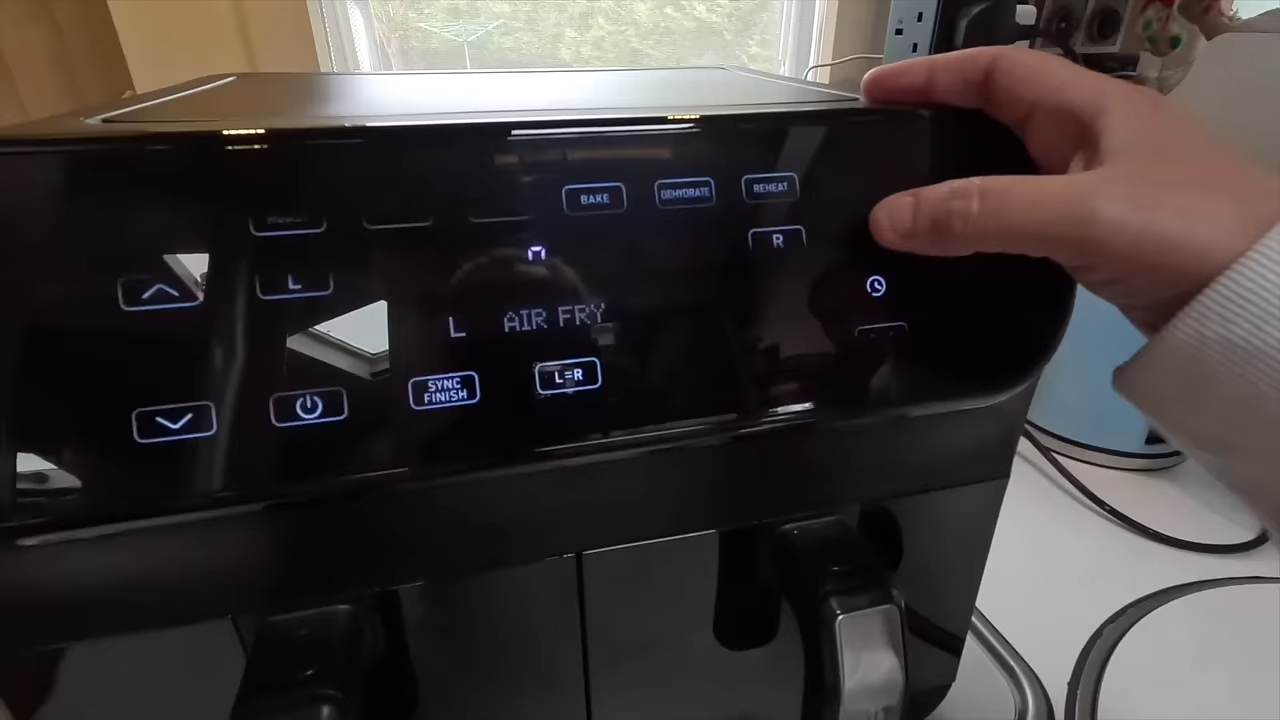 BAKE
DEHYDRATE
REHEAT
L
R
L AIR FRY
SYNC
FINISH
L=R